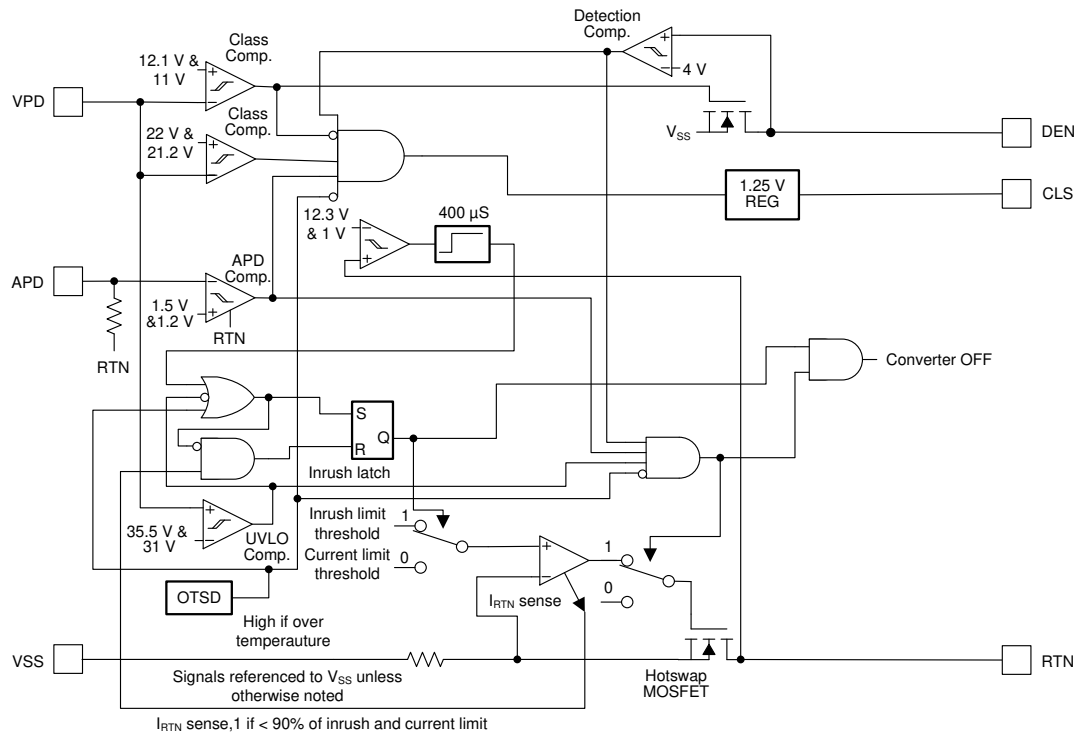 Detection
Comp.
Class
Comp.
12.1 V &
11 V
+
−
+
−
4 V
VPD
Class
Comp.
22 V &
21.2 V
+
−
VSS
DEN
1.25 V
REG
CLS
12.3 V
& 1 V
−
+
400 µS
APD
APD
Comp.
−
+
1.5 V
&1.2 V
RTN
RTN
Converter OFF
S
R
Q
Inrush latch
+
−
35.5 V &
31 V
UVLO
Comp.
Inrush limit
threshold
1
Current limit
threshold
0
+
−
1
0
IRTN sense
OTSD
High if over
temperauture
VSS
Hotswap
MOSFET
RTN
Signals referenced to VSS unless
otherwise noted
IRTN sense,1 if < 90% of inrush and current limit